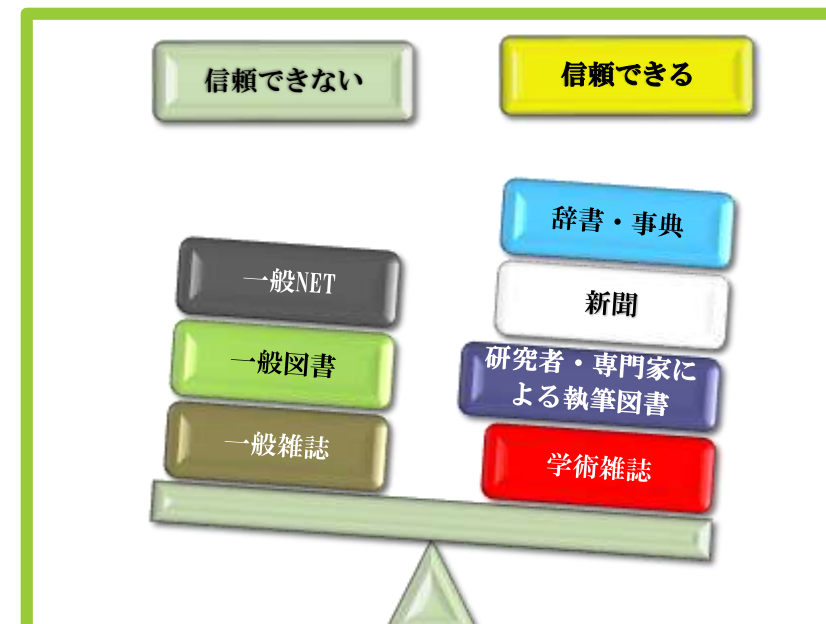 信頼できない
信頼できる
辞書・事典
一般NET
新聞
一般図書
研究者・専門家に
よる執筆図書
一般雑誌
学術雑誌